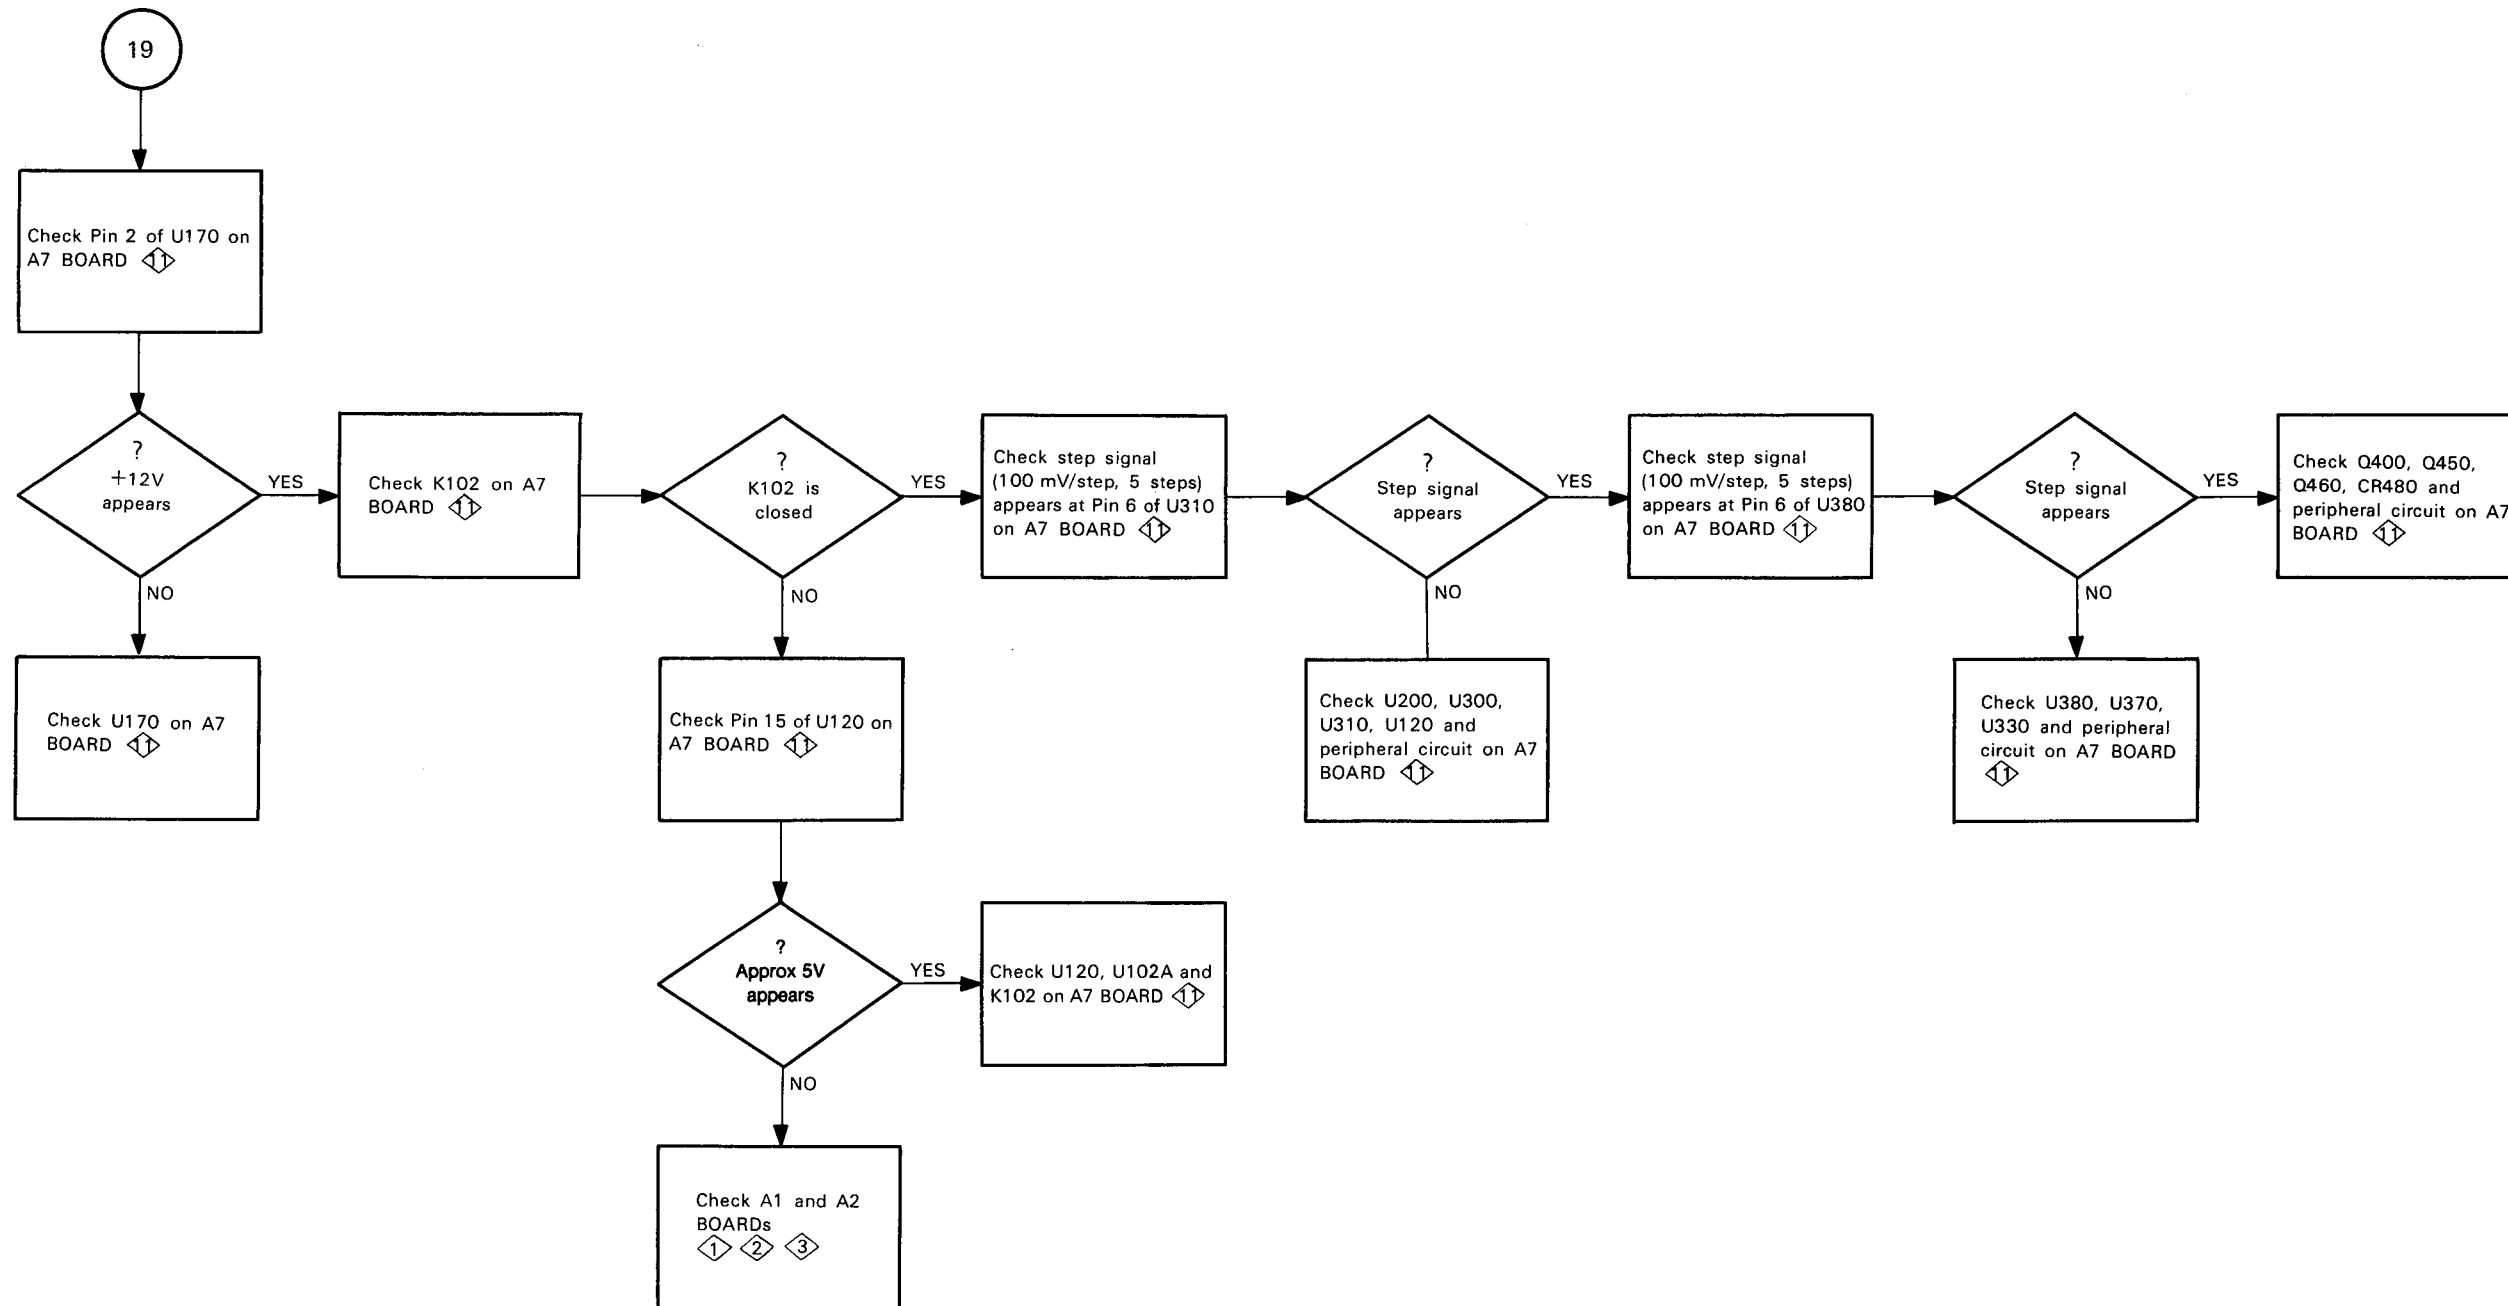 19
Check Pin 2 of U170 on
A7 BOARD 11
?
+12V
appears
YES
NO
Check U170 on A7
BOARD 11
Check K102 on A7
BOARD 11
?
K102 is
closed
YES
NO
Check Pin 15 of U120 on
A7 BOARD 11
?
Approx 5V
appears
YES
Check U120, U102A and
K102 on A7 BOARD 11
NO
Check A1 and A2
BOARDs
1 2 3
Check step signal
(100 mV/step, 5 steps)
appears at Pin 6 of U310
on A7 BOARD 11
?
Step signal
appears
YES
NO
Check U200, U300,
U310, U120 and
peripheral circuit on A7
BOARD 11
Check step signal
(100 mV/step, 5 steps)
appears at Pin 6 of U380
on A7 BOARD 11
?
Step signal
appears
YES
NO
Check U380, U370,
U330 and peripheral
circuit on A7 BOARD
11
Check Q400, Q450,
Q460, CR480 and
peripheral circuit on A7
BOARD 11